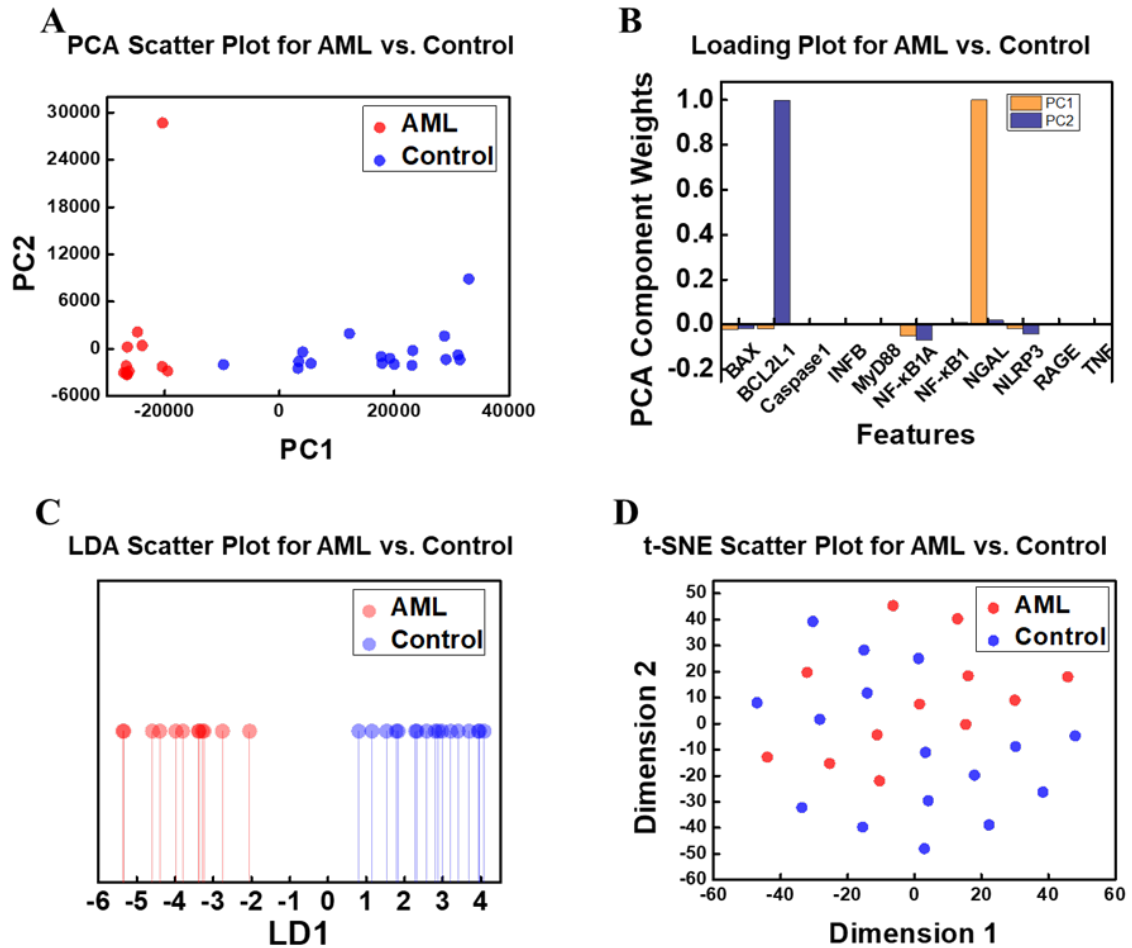 A
PCA Scatter Plot for AML vs. Control
AML
Control
30000
24000
18000
12000
6000
0
-6000
PC2
-20000 0 20000 40000
PC1
B
Loading Plot for AML vs. Control
PC1
PC2
1.0
0.8
0.6
0.4
0.2
0.0
-0.2
PCA Component Weights
BAX
BCL2L1
Caspase1
INFB
MyD88
NF-κB1A
NF-κB1
NGAL
NLRP3
RAGE
TNF
Features
C
LDA Scatter Plot for AML vs. Control
AML
Control
-6 -5 -4 -3 -2 -1 0 1 2 3 4
LD1
D
t-SNE Scatter Plot for AML vs. Control
AML
Control
50
40
30
20
10
0
-10
-20
-30
-40
-50
-60
Dimension 2
-60 -40 -20 0 20 40 60
Dimension 1